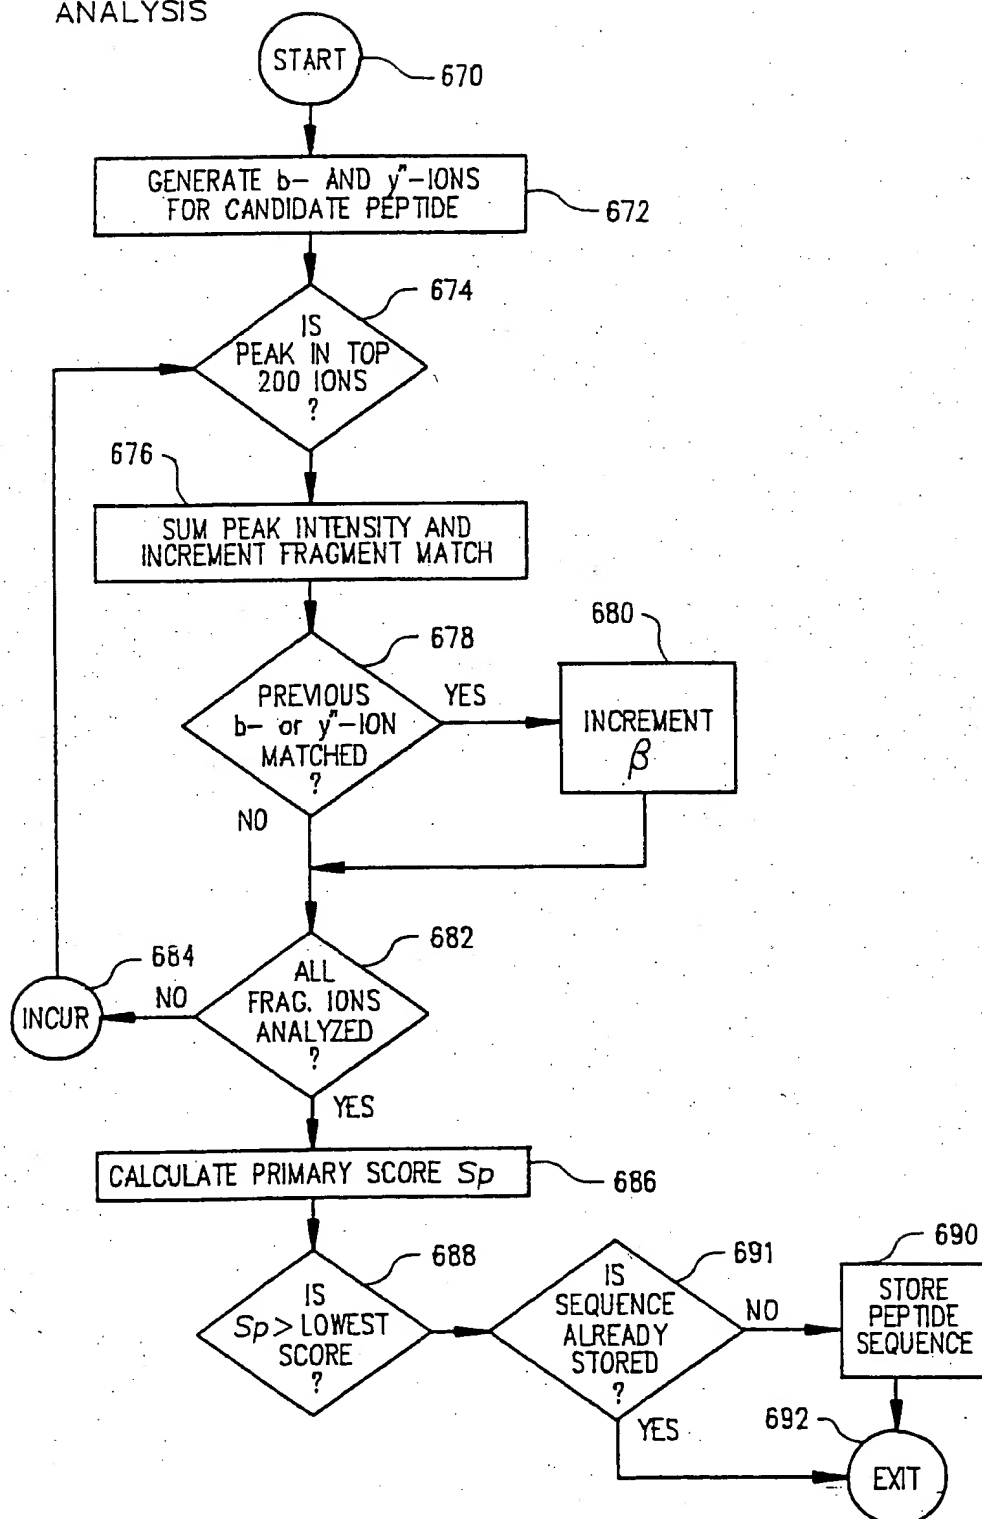 ANALYSIS
START
670
GENERATE b- AND y"-IONS
FOR CANDIDATE PEPTIDE
672
674
IS
PEAK IN TOP
200 IONS
?
676
SUM PEAK INTENSITY AND
INCREMENT FRAGMENT MATCH
678
680
PREVIOUS
b- or y"-ION
MATCHED
?
YES
INCREMENT
β
NO
682
684
ALL
FRAG. IONS
ANALYZED
?
NO
INCUR
YES
CALCULATE PRIMARY SCORE Sp
686
688
IS
Sp > LOWEST
SCORE
?
691
IS
SEQUENCE
ALREADY
STORED
?
NO
690
STORE
PEPTIDE
SEQUENCE
YES
692
EXIT